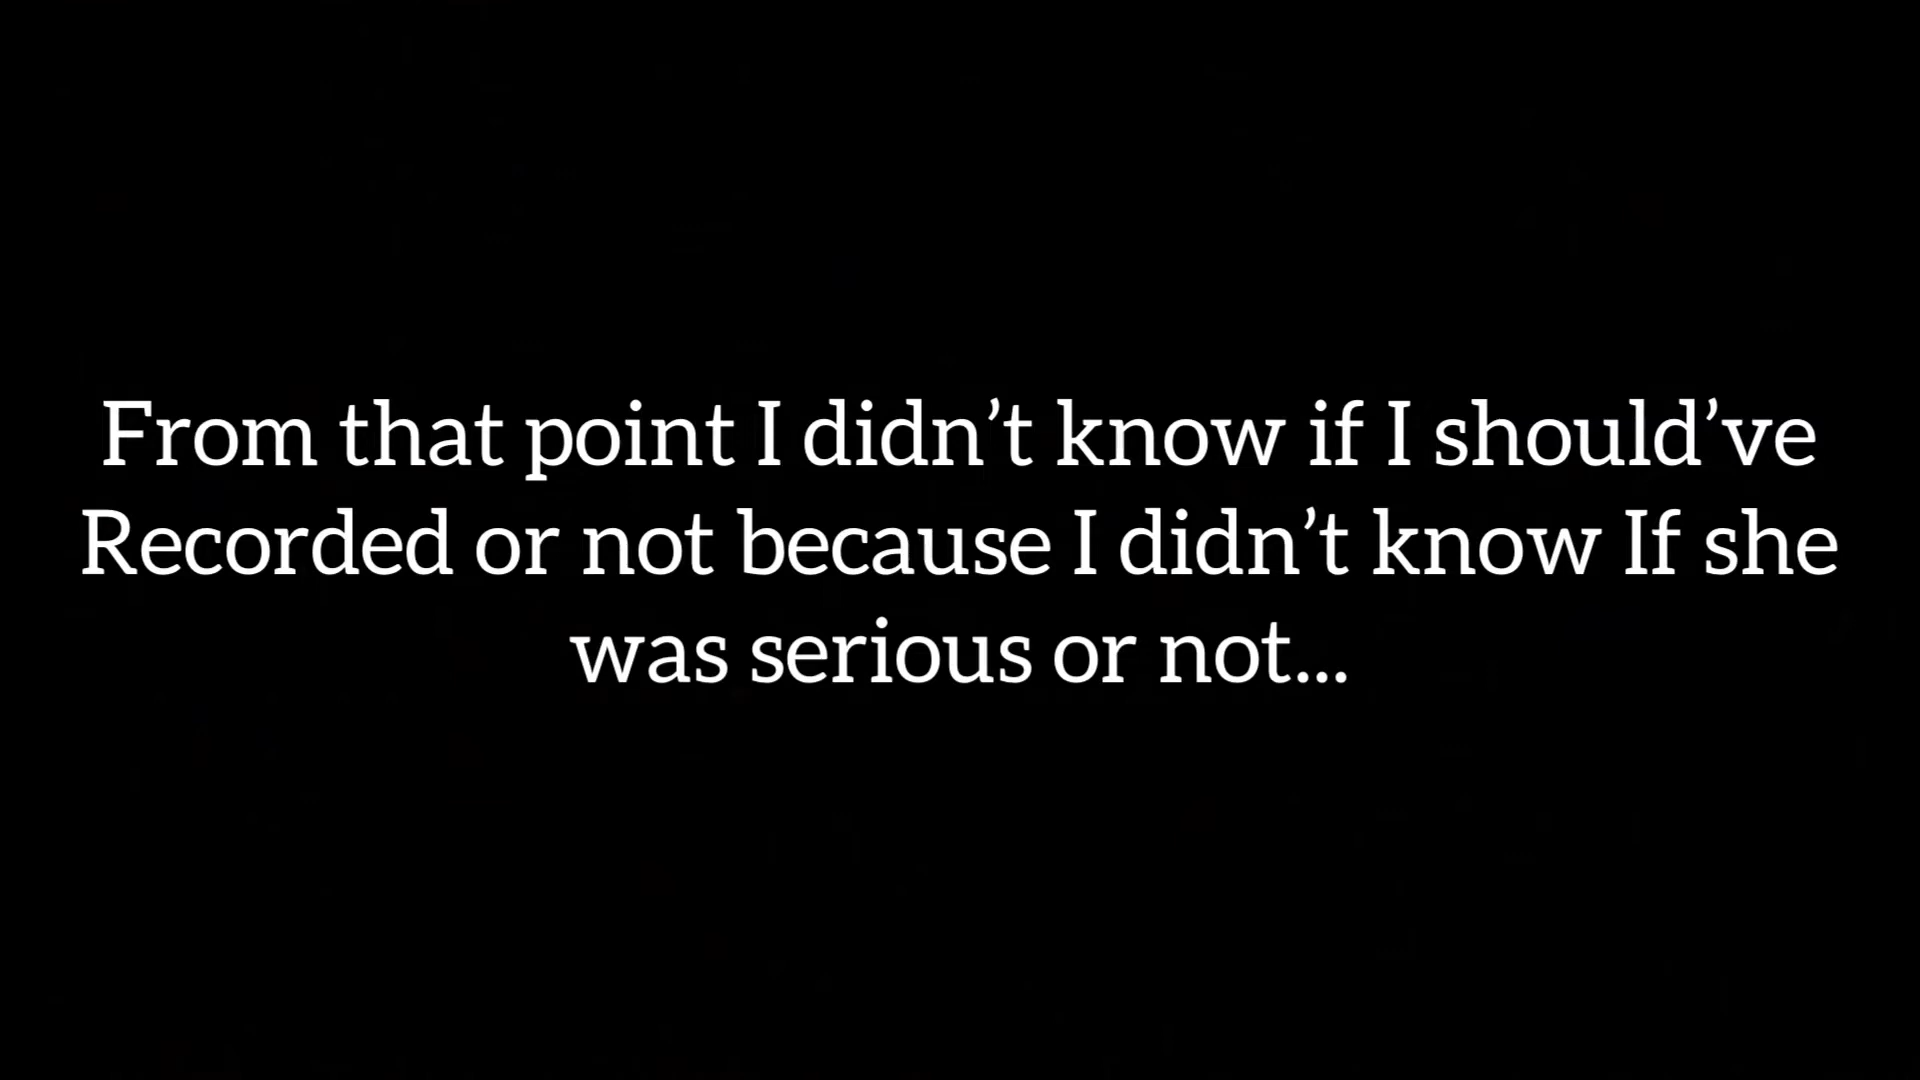 From that point I didn’t know if I should’ve
Recorded or not because I didn’t know If she
was serious or not...